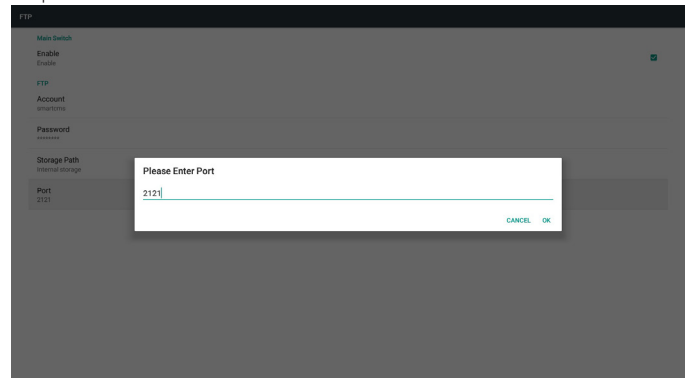 FTP
Main Switch
Enable
Enable
FTP
Account
smartcms
Password
********
Storage Path
Internal storage
Port
2121
Please Enter Port
2121
CANCEL OK